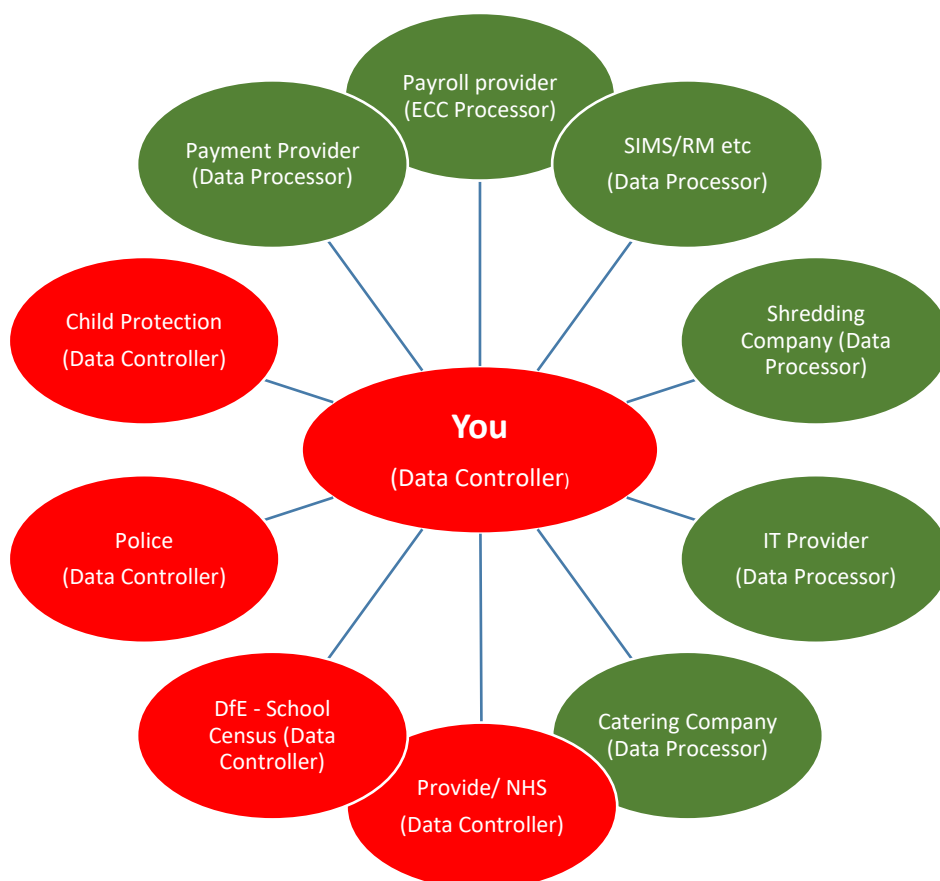 Payroll provider
(ECC Processor)
Payment Provider
(Data Processor)
SIMS/RM etc
(Data Processor)
Child Protection
(Data Controller)
Shredding
Company (Data
Processor)
You
(Data Controller)
Police
(Data Controller)
IT Provider
(Data Processor)
DfE - School
Census (Data
Controller)
Catering Company
(Data Processor)
Provide/ NHS
(Data Controller)